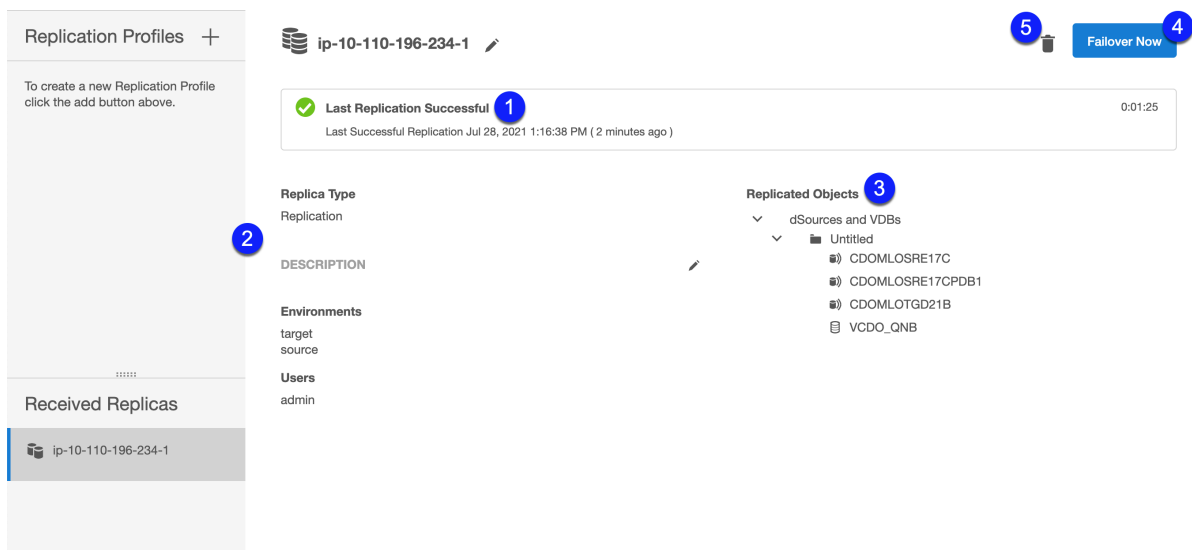 Replication Profiles +
To create a new Replication Profile
click the add button above.
Received Replicas
ip-10-110-196-234-1
ip-10-110-196-234-1
5
Failover Now
4
Last Replication Successful
1
0:01:25
Last Successful Replication Jul 28, 2021 1:16:38 PM ( 2 minutes ago )
2
Replica Type
Replication
DESCRIPTION
Environments
target
source
Users
admin
Replicated Objects
3
dSources and VDBs
Untitled
CDOMLOSRE17C
CDOMLOSRE17CPDB1
CDOMLOTGD21B
VCDO_QNB